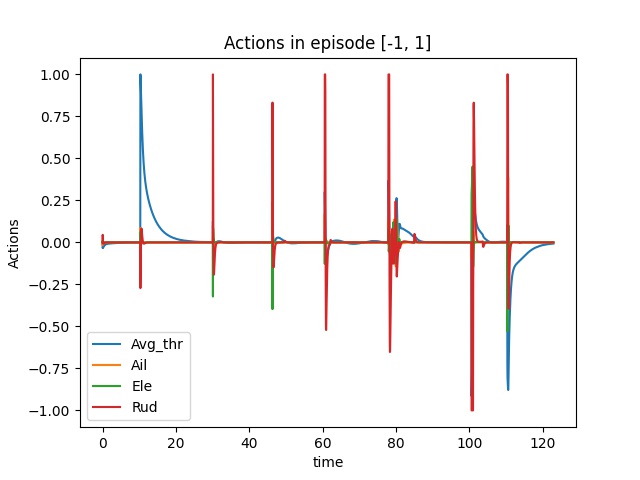 Actions in episode [-1, 1]
1.00
0.75
0.50
0.25
0.00
−0.25
−0.50
−0.75
−1.00
Actions
Avg_thr
Ail
Ele
Rud
0 20 40 60 80 100 120
time